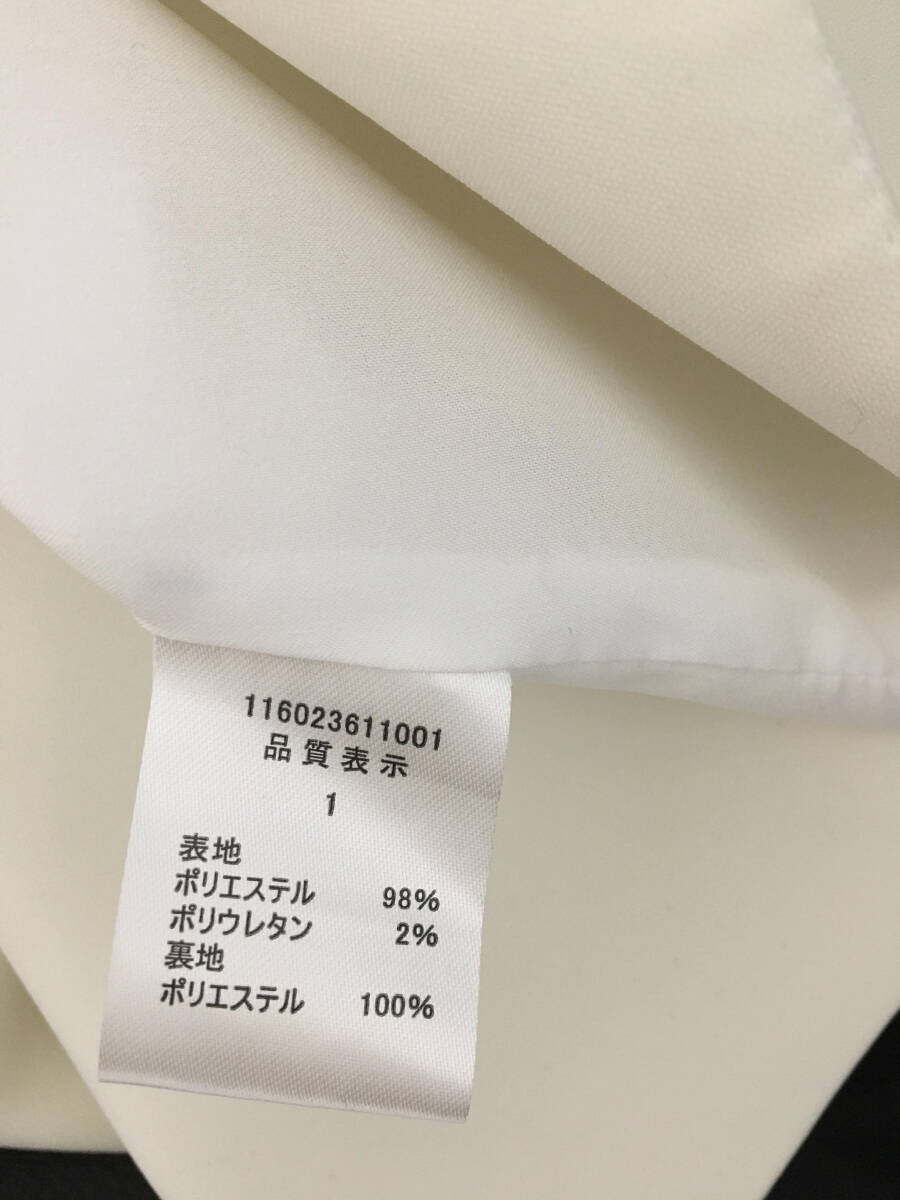 116023611001
品質表示
1
表地
ポリエステル 98%
ポリウレタン 2%
裏地
ポリエステル 100%